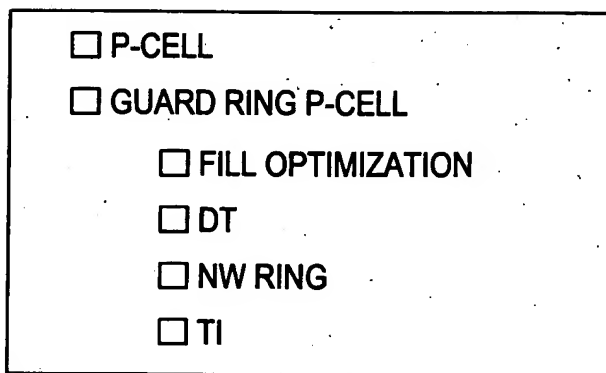 ☐ P-CELL
☐ GUARD RING P-CELL
☐ FILL OPTIMIZATION
☐ DT
☐ NW RING
☐ TI